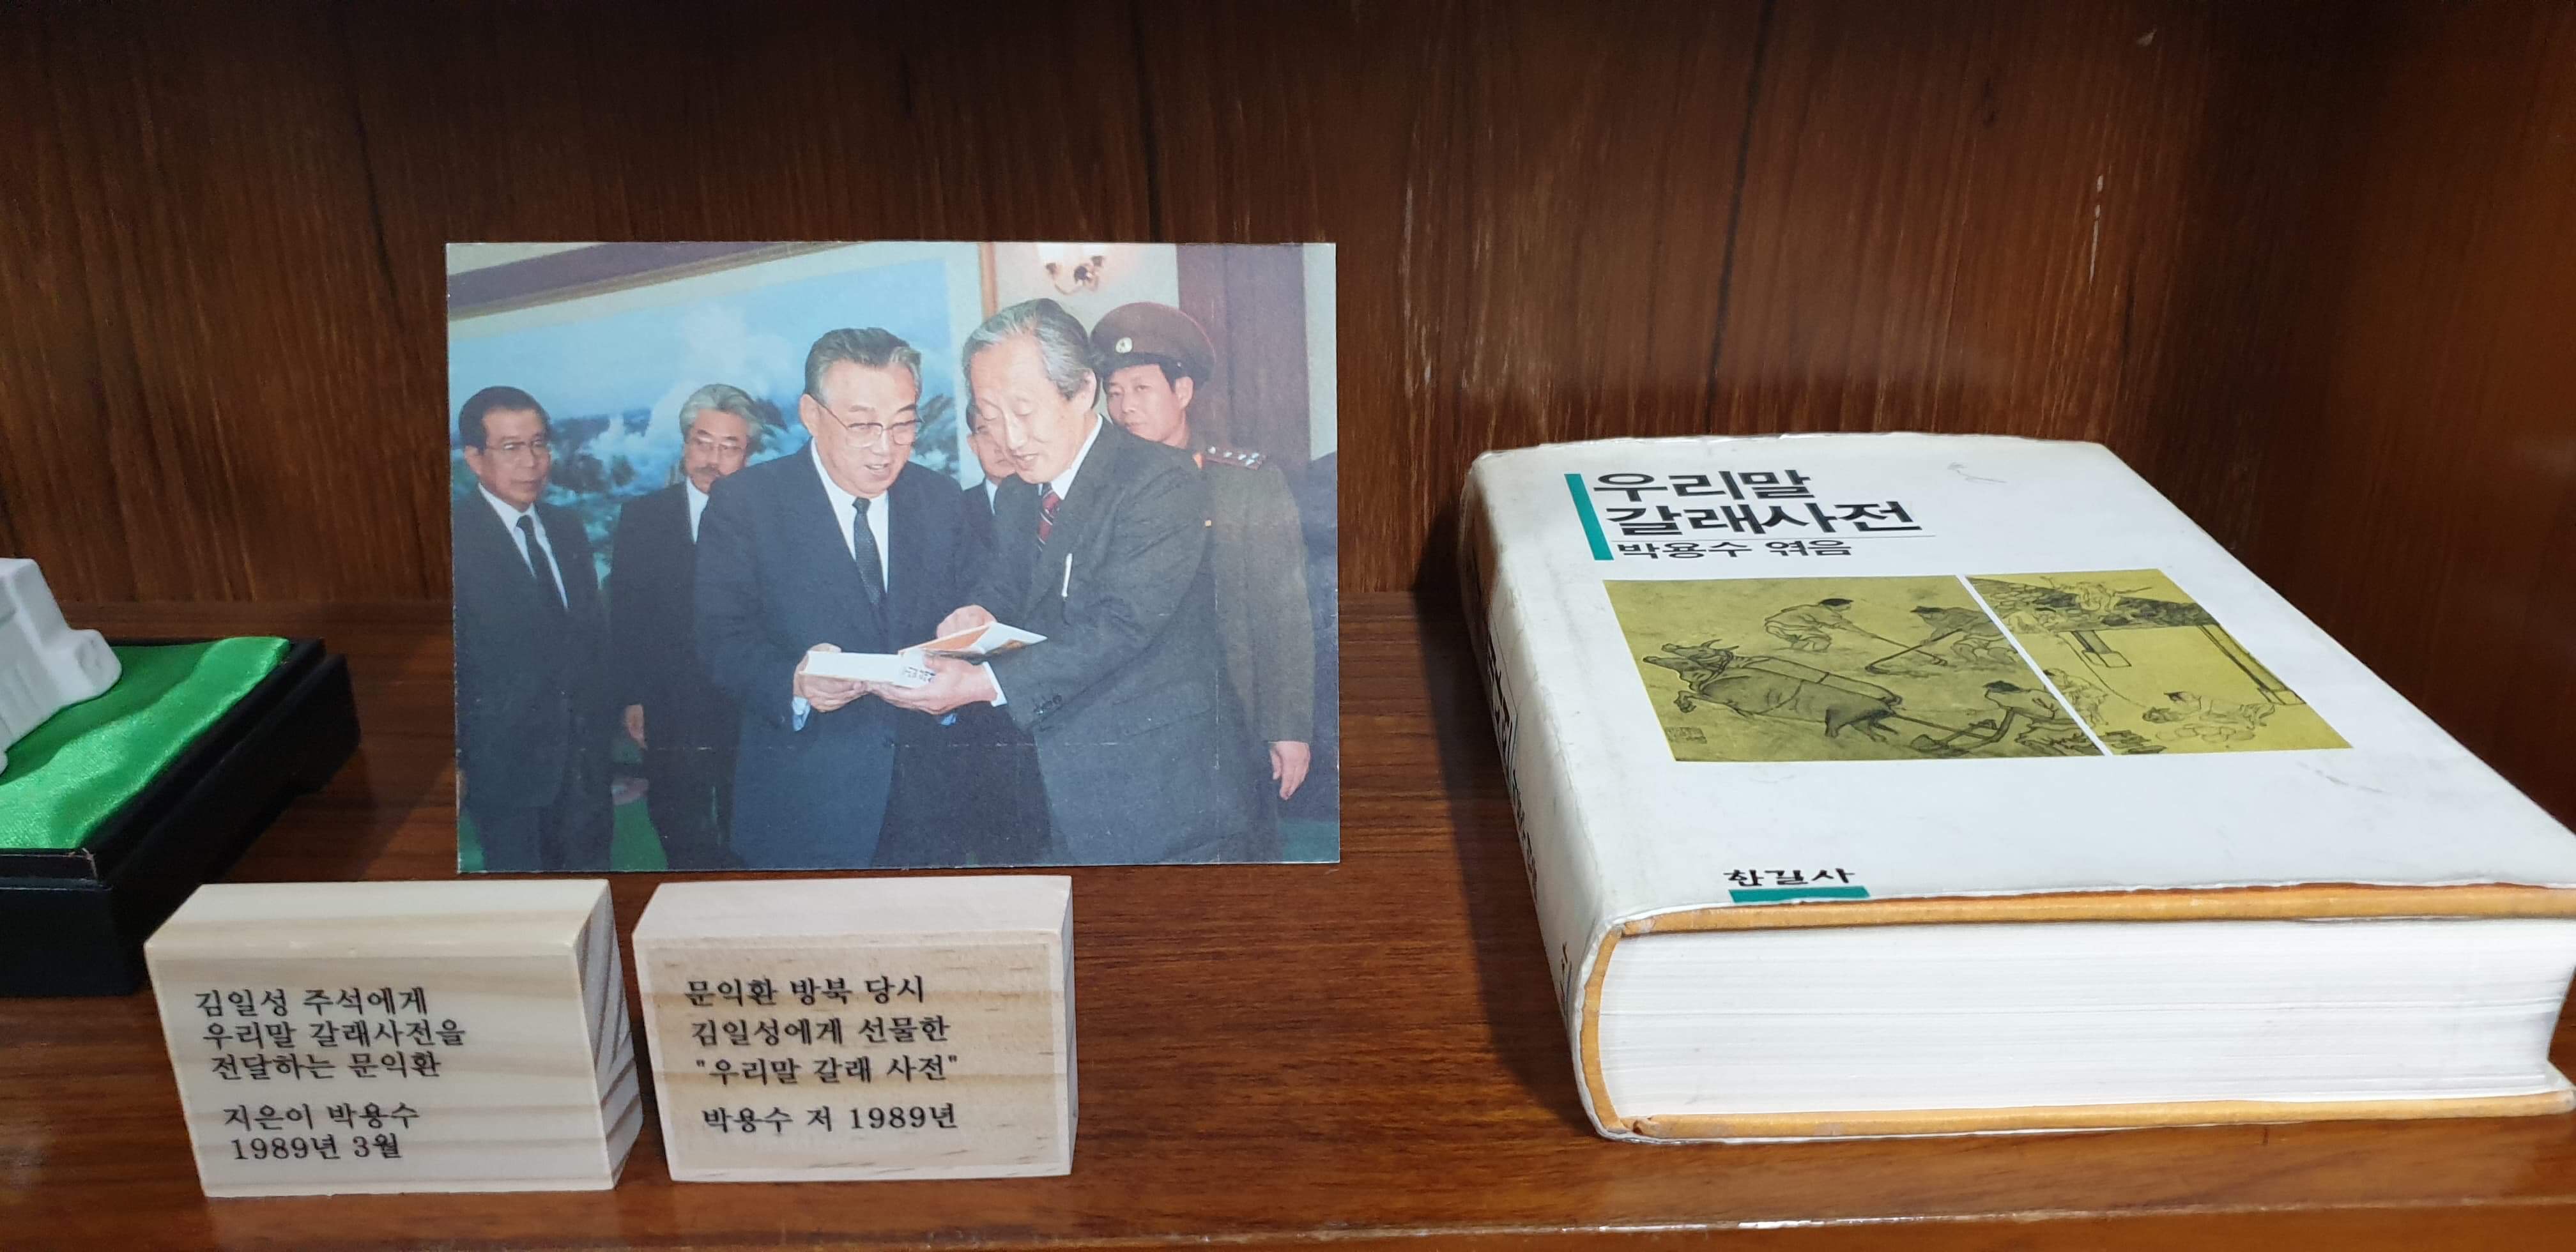 우리말
갈래사전
박용수 엮음
한길사
김일성 주석에게
우리말 갈래사전을
전달하는 문익환
지은이 박용수
1989년 3월
문익환 방북 당시
김일성에게 선물한
"우리말 갈래 사전"
박용수 저 1989년